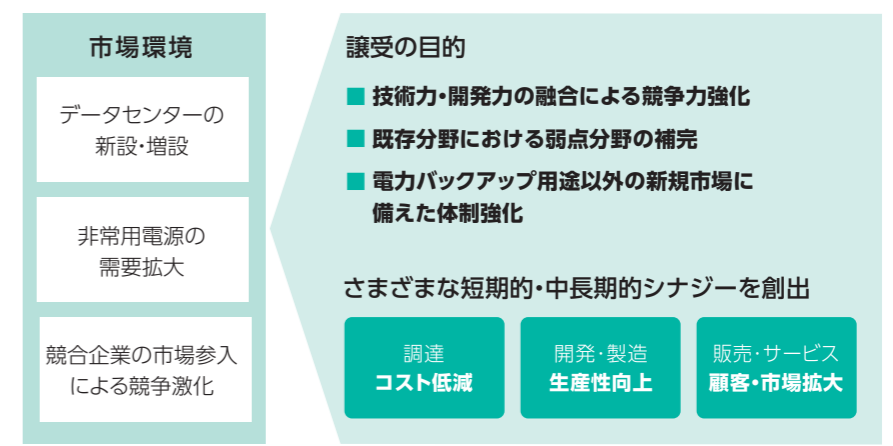 市場環境
データセンターの
新設・増設
非常用電源の
需要拡大
競合企業の市場参入
による競争激化
譲受の目的
■ 技術力・開発力の融合による競争力強化
■ 既存分野における弱点分野の補完
■ 電力バックアップ用途以外の新規市場に
備えた体制強化
さまざまな短期的・中長期的シナジーを創出
調達
コスト低減
開発・製造
生産性向上
販売・サービス
顧客・市場拡大